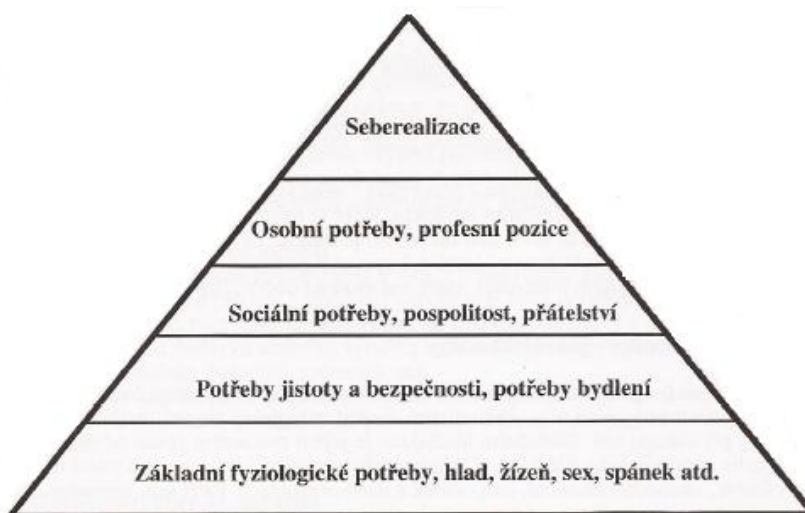 Seberealizace
Osobní potřeby, profesní pozice
Sociální potřeby, pospolitost, přátelství
Potřeby jistoty a bezpečnosti, potřeby bydlení
Základní fyziologické potřeby, hlad, žízeň, sex, spánek atd.